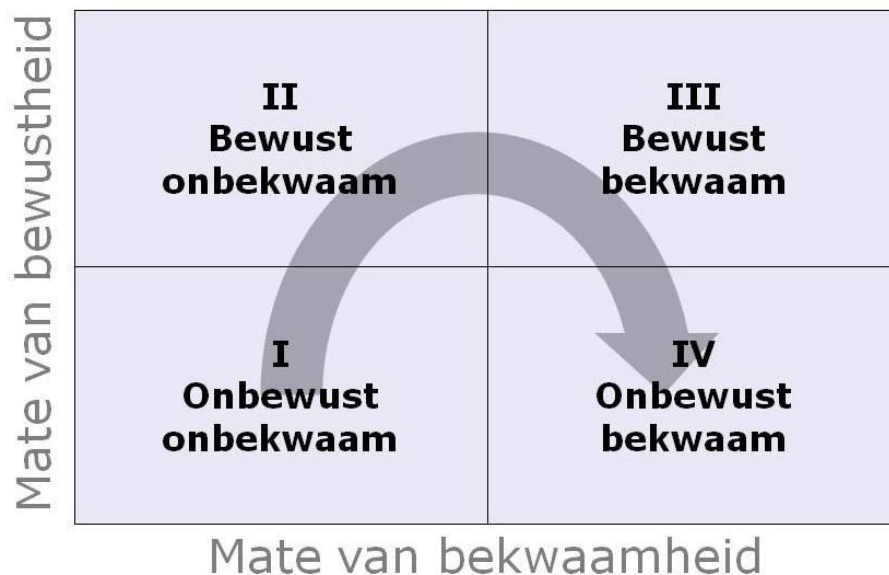 Mate van bewustheid
II
Bewust
onbekwaam
III
Bewust
bekwaam
I
Onbewust
onbekwaam
IV
Onbewust
bekwaam
Mate van bekwaamheid